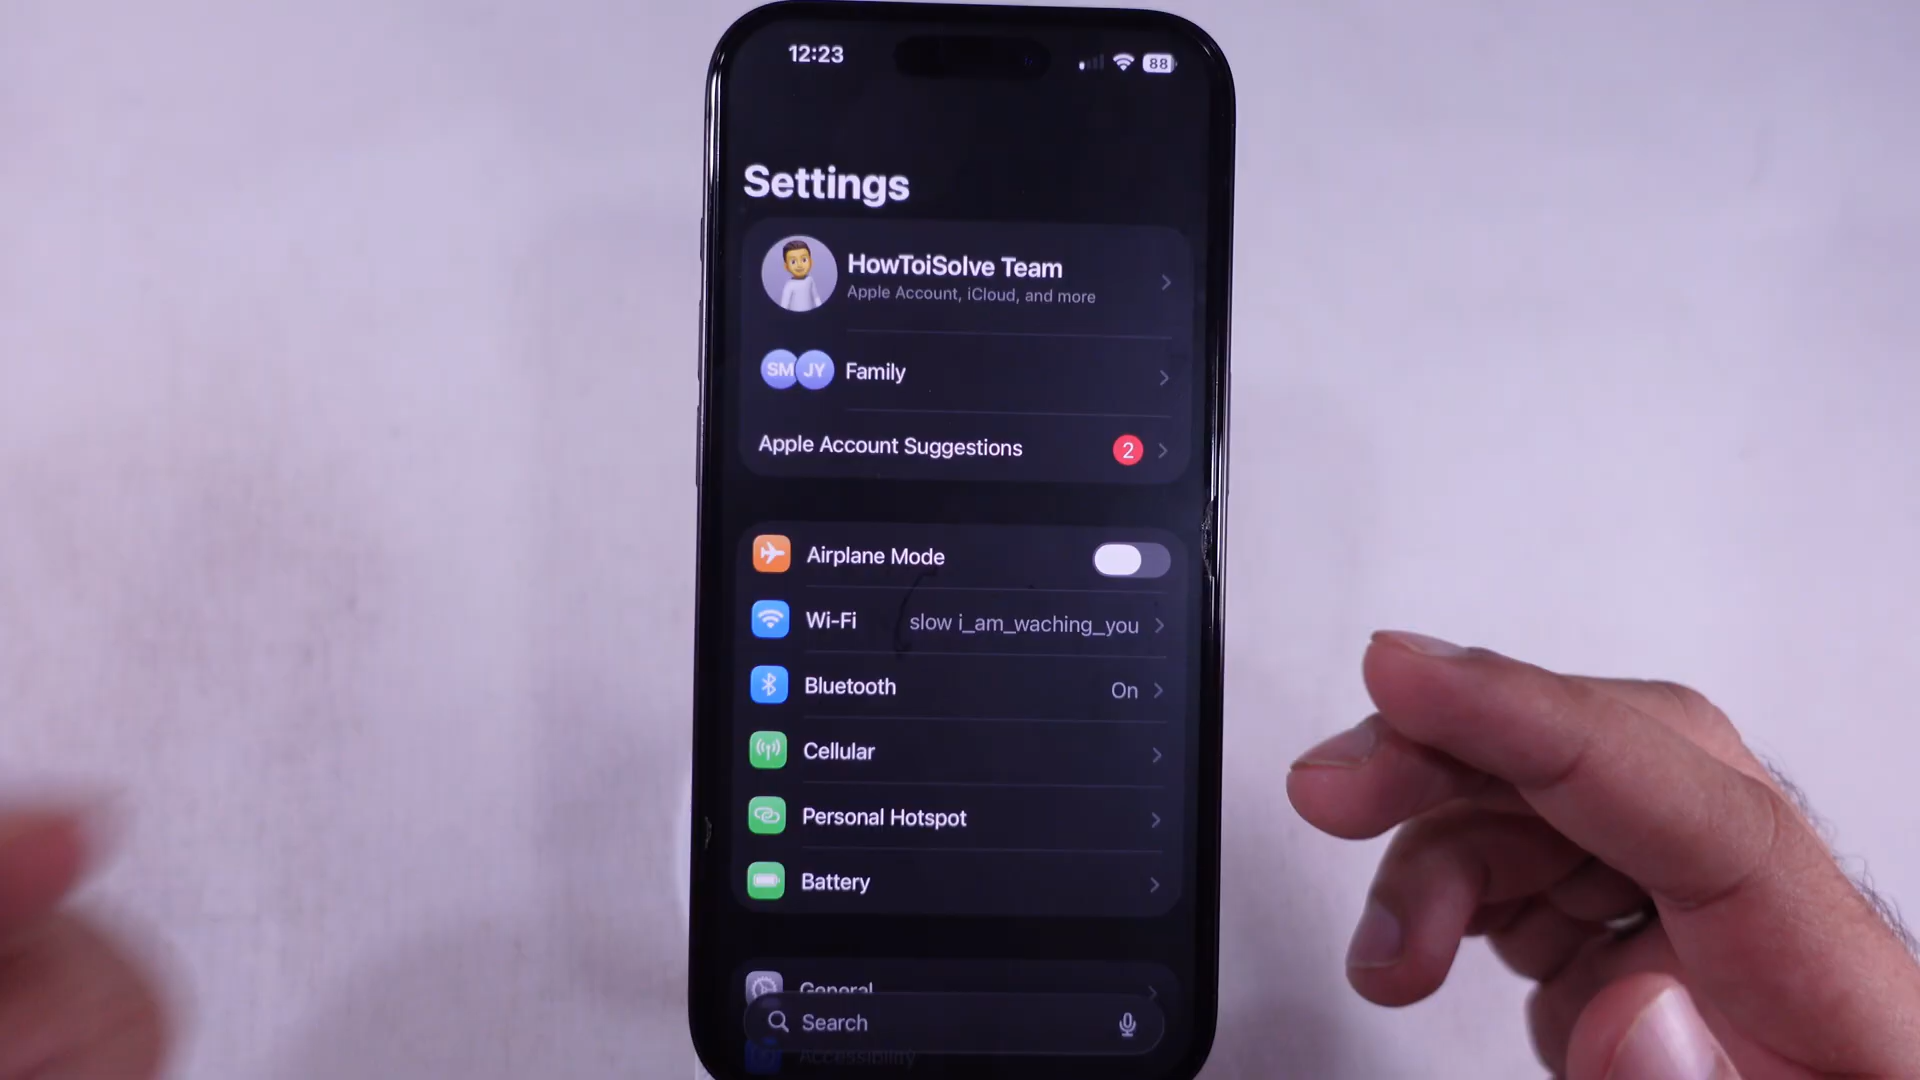 12:23
88
Settings
HowToiSolve Team
Apple Account, iCloud, and more
SM JY Family
Apple Account Suggestions 2
Airplane Mode
Wi-Fi slow i_am_waching_you
Bluetooth On
Cellular
Personal Hotspot
Battery
General
Search
Accessibility